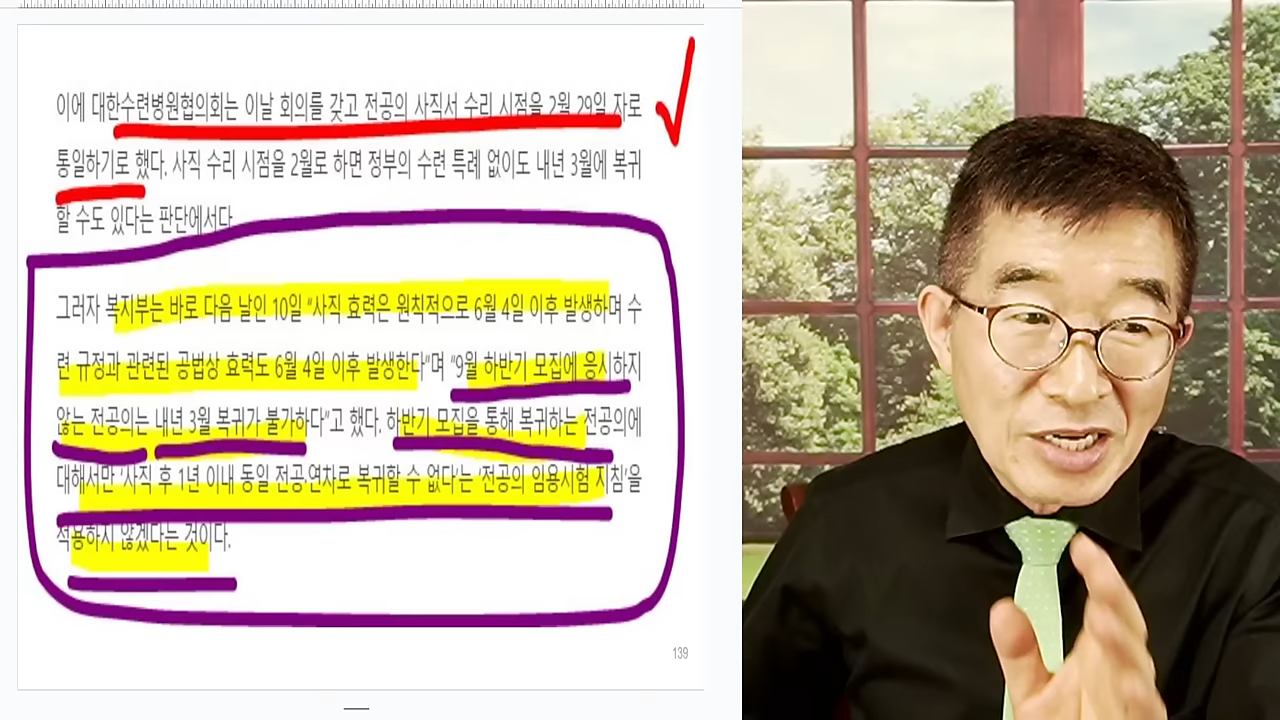 이에 대한수련병원협의회는 이날 회의를 갖고 전공의 사직서 수리 시점을 2월 29일 자로
통일하기로 했다. 사직 수리 시점을 2월로 하면 정부의 수련 특례 없이도 내년 3월에 복귀
할 수도 있다는 판단에서다.
그러자 복지부는 바로 다음 날인 10일 “사직 효력은 원칙적으로 6월 4일 이후 발생하며 수
련 규정과 관련된 공법상 효력도 6월 4일 이후 발생한다”며 “9월 하반기 모집에 응시하지
않는 전공의는 내년 3월 복귀가 불가하다”고 했다. 하반기 모집을 통해 복귀하는 전공의에
대해서만 ‘사직 후 1년 이내 동일 전공·연차로 복귀할 수 없다’는 ‘전공의 임용시험 지침’을
적용하지 않겠다는 것이다.
139